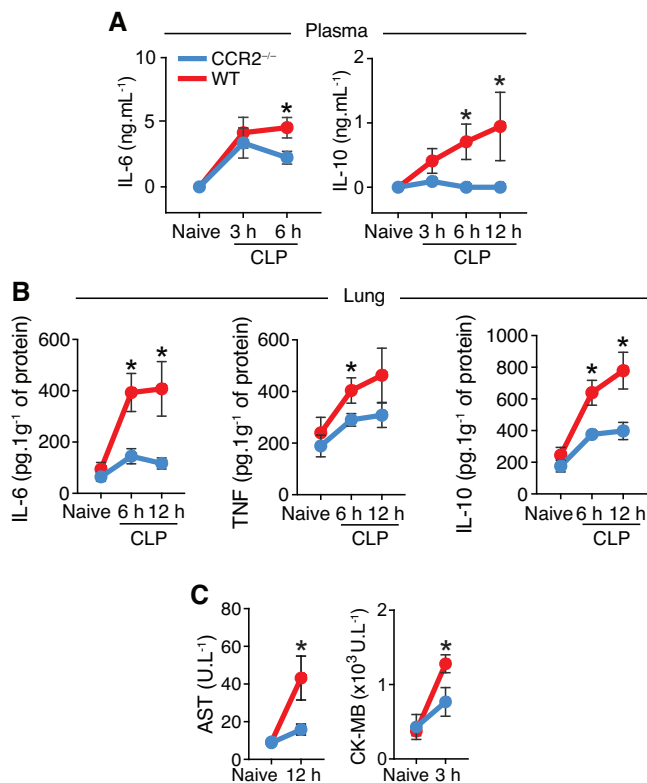 A
Plasma
CCR2⁻/⁻
WT
IL-6 (ng.mL⁻¹)
10
5
0
*
Naive 3 h 6 h
CLP
IL-10 (ng.mL⁻¹)
2
1
0
* *
Naive 3 h 6 h 12 h
CLP
B
Lung
IL-6 (pg.1g⁻¹ of protein)
600
400
200
0
* *
Naive 6 h 12 h
CLP
TNF (pg.1g⁻¹ of protein)
600
400
200
0
*
Naive 6 h 12 h
CLP
IL-10 (pg.1g⁻¹ of protein)
1000
800
600
400
200
0
* *
Naive 6 h 12 h
CLP
C
AST (U.L⁻¹)
80
60
40
20
0
*
Naive 12 h
CK-MB (x10³U.L⁻¹)
2
1
0
*
Naive 3 h